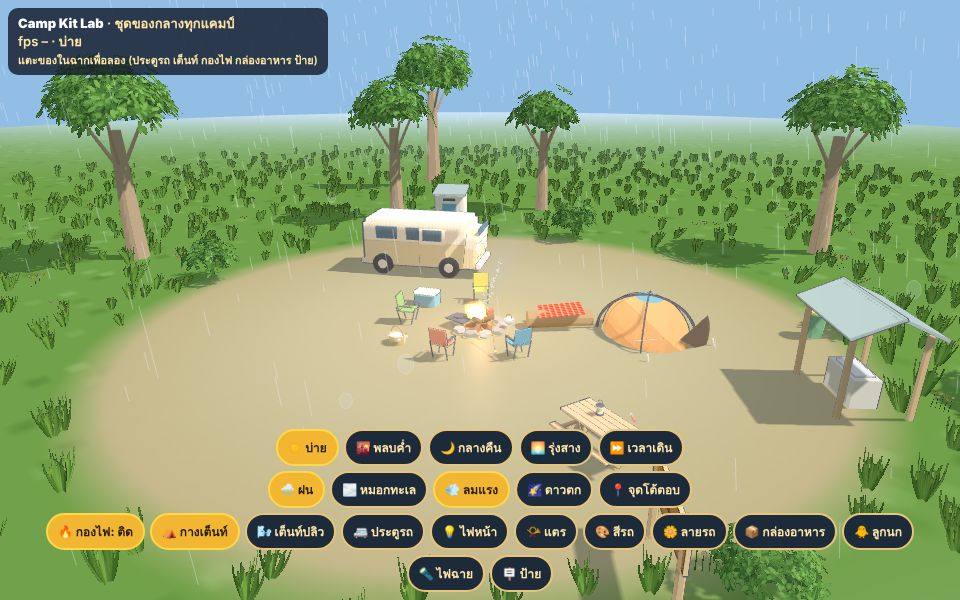 Camp Kit Lab · ชุดของกลางทุกแคมป์
fps – · บ่าย
แตะของในฉากเพื่อลอง (ประตูรถ เต็นท์ กองไฟ กล่องอาหาร ป้าย)
บ่าย พลบค่ำ กลางคืน รุ่งสาง เวลาเดิน
ฝน หมอกทะเล ลมแรง ดาวตก จุดโต้ตอบ
กองไฟ: ติด กางเต็นท์ เต็นท์ปลิว ประตูรถ ไฟหน้า แตร สีรถ ลายรถ กล่องอาหาร ลูกนก
ไฟฉาย ป้าย